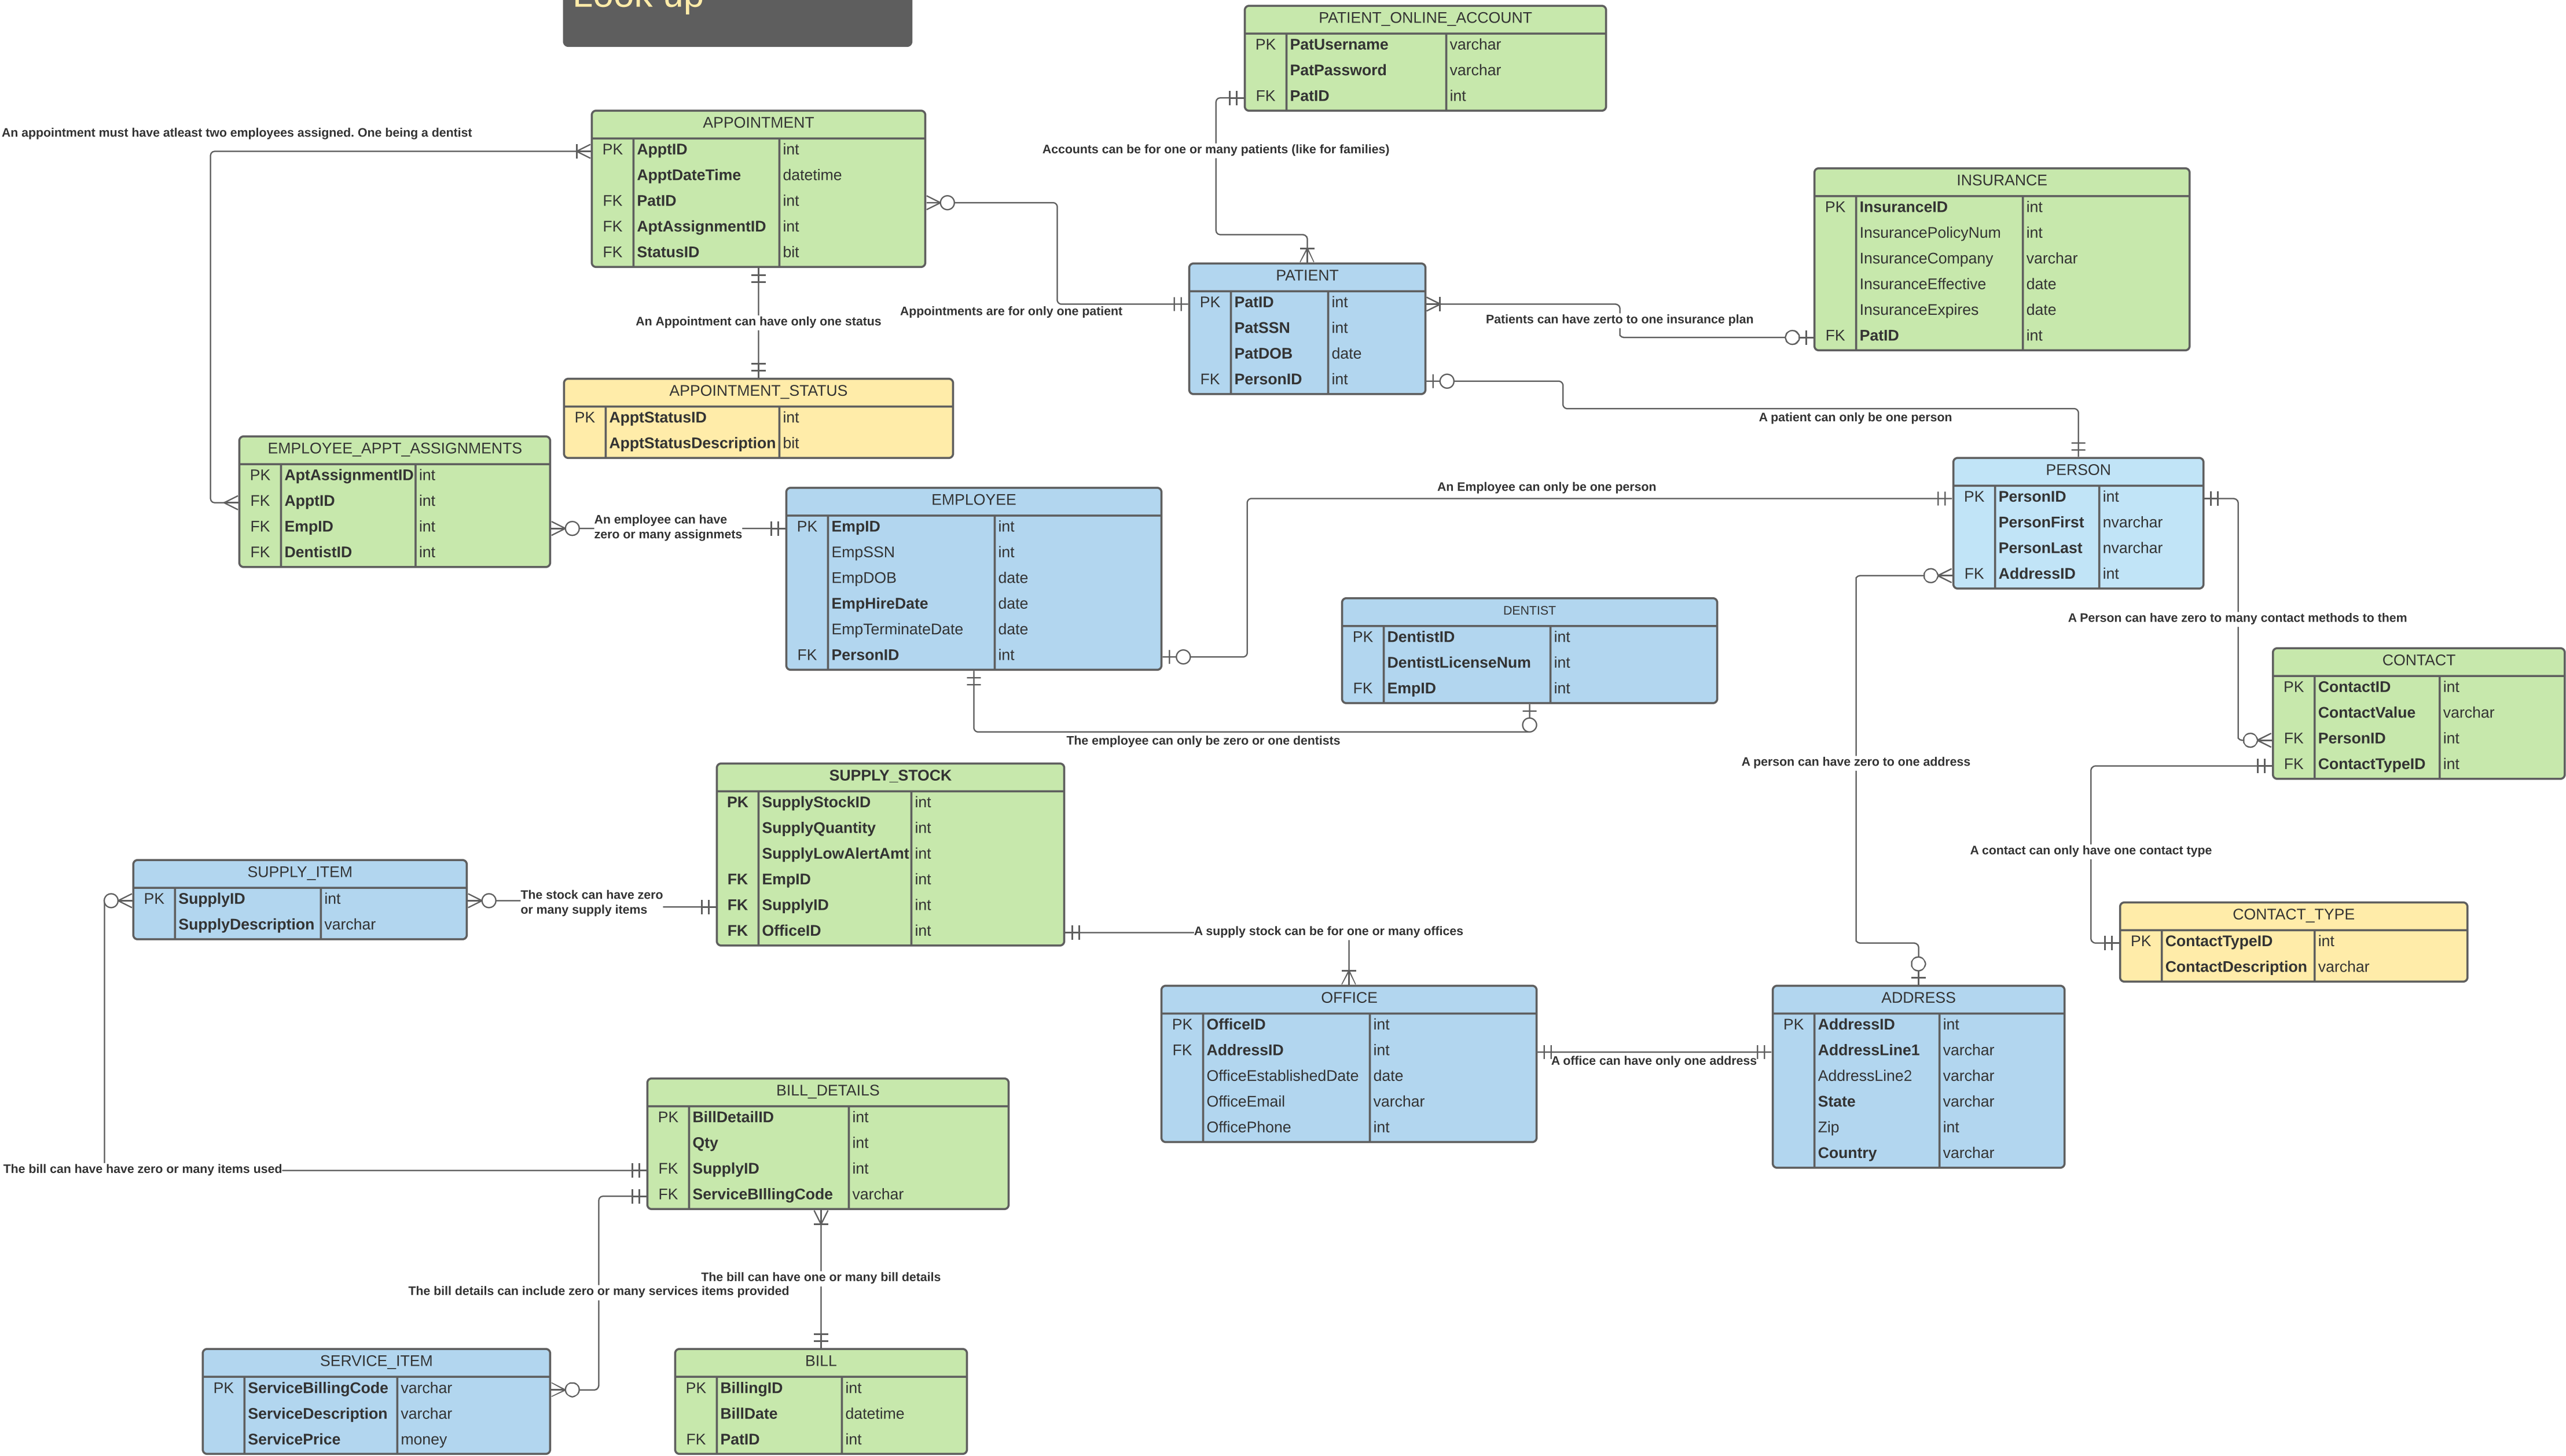 Look-up
PATIENT_ONLINE_ACCOUNT
PK PatUsername varchar
PatPassword varchar
FK PatID int
An appointment must have atleast two employees assigned. One being a dentist
APPOINTMENT
PK ApptID int
ApptDateTime datetime
FK PatID int
FK AptAssignmentID int
FK StatusID bit
Accounts can be for one or many patients (like for families)
INSURANCE
PK InsuranceID int
InsurancePolicyNum int
InsuranceCompany varchar
InsuranceEffective date
InsuranceExpires date
FK PatID int
PATIENT
PK PatID int
PatSSN int
PatDOB date
FK PersonID int
Appointments are for only one patient
An Appointment can have only one status
Patients can have zerto to one insurance plan
APPOINTMENT_STATUS
PK ApptStatusID int
ApptStatusDescription bit
A patient can only be one person
EMPLOYEE_APPT_ASSIGNMENTS
PK AptAssignmentID int
FK ApptID int
FK EmpID int
FK DentistID int
An employee can have
zero or many assignmets
EMPLOYEE
PK EmpID int
EmpSSN int
EmpDOB date
EmpHireDate date
EmpTerminateDate date
FK PersonID int
An Employee can only be one person
PERSON
PK PersonID int
PersonFirst nvarchar
PersonLast nvarchar
FK AddressID int
DENTIST
PK DentistID int
DentistLicenseNum int
FK EmpID int
A Person can have zero to many contact methods to them
CONTACT
PK ContactID int
ContactValue varchar
FK PersonID int
FK ContactTypeID int
The employee can only be zero or one dentists
A person can have zero to one address
SUPPLY_STOCK
PK SupplyStockID int
SupplyQuantity int
SupplyLowAlertAmt int
FK EmpID int
FK SupplyID int
FK OfficeID int
A contact can only have one contact type
SUPPLY_ITEM
PK SupplyID int
SupplyDescription varchar
The stock can have zero
or many supply items
A supply stock can be for one or many offices
CONTACT_TYPE
PK ContactTypeID int
ContactDescription varchar
OFFICE
PK OfficeID int
FK AddressID int
OfficeEstablishedDate date
OfficeEmail varchar
OfficePhone int
A office can have only one address
ADDRESS
PK AddressID int
AddressLine1 varchar
AddressLine2 varchar
State varchar
Zip int
Country varchar
BILL_DETAILS
PK BillDetailID int
Qty int
FK SupplyID int
FK ServiceBIllingCode varchar
The bill can have have zero or many items used
The bill can have one or many bill details
The bill details can include zero or many services items provided
SERVICE_ITEM
PK ServiceBillingCode varchar
ServiceDescription varchar
ServicePrice money
BILL
PK BillingID int
BillDate datetime
FK PatID int